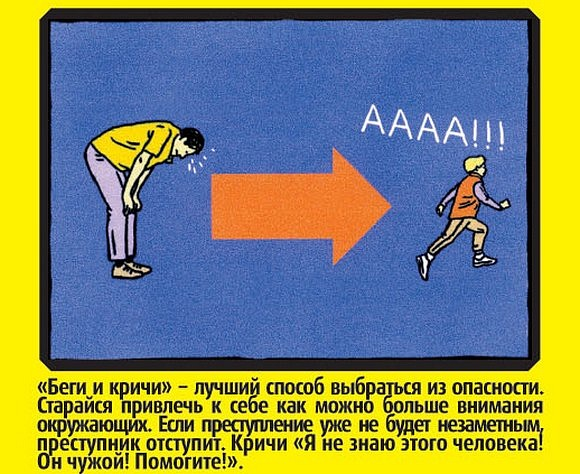 АААА!!!
«Беги и кричи» – лучший способ выбраться из опасности.
Старайся привлечь к себе как можно больше внимания
окружающих. Если преступление уже не будет незаметным,
преступник отступит. Кричи «Я не знаю этого человека!
Он чужой! Помогите!».